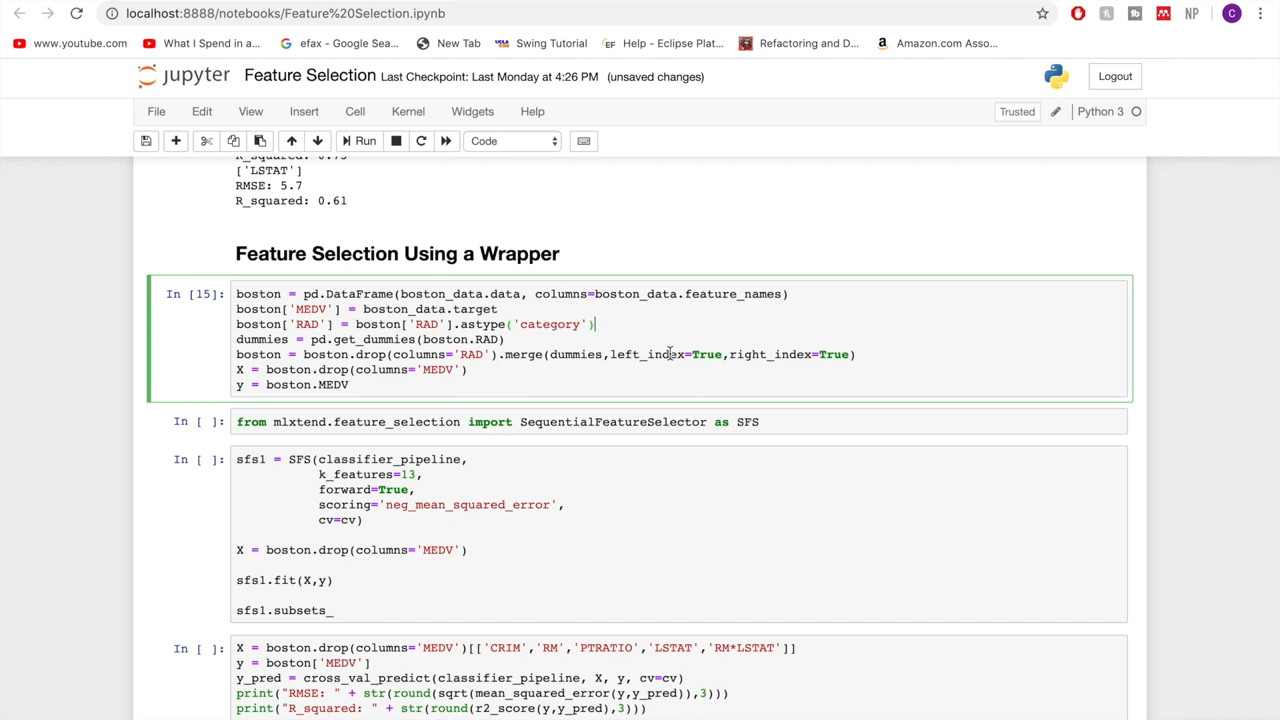 localhost:8888/notebooks/Feature%20Selection.ipynb
NP
C
www.youtube.com
What I Spend in a...
efax - Google Sea...
New Tab
UCLA
Swing Tutorial
EF
Help - Eclipse Plat...
Refactoring and D...
Amazon.com Asso...
jupyter Feature Selection Last Checkpoint: Last Monday at 4:26 PM (unsaved changes)
Logout
File Edit View Insert Cell Kernel Widgets Help
Trusted
Python 3
Run
Code
R_squared: 0.75
['LSTAT']
RMSE: 5.7
R_squared: 0.61
Feature Selection Using a Wrapper
In [15]: boston = pd.DataFrame(boston_data.data, columns=boston_data.feature_names)
boston['MEDV'] = boston_data.target
boston['RAD'] = boston['RAD'].astype('category')
dummies = pd.get_dummies(boston.RAD)
boston = boston.drop(columns='RAD').merge(dummies,left_index=True,right_index=True)
X = boston.drop(columns='MEDV')
y = boston.MEDV
In [ ]: from mlxtend.feature_selection import SequentialFeatureSelector as SFS
In [ ]: sfs1 = SFS(classifier_pipeline,
k_features=13,
forward=True,
scoring='neg_mean_squared_error',
cv=cv)
X = boston.drop(columns='MEDV')
sfs1.fit(X,y)
sfs1.subsets_
In [ ]: X = boston.drop(columns='MEDV')[['CRIM','RM','PTRATIO','LSTAT','RM*LSTAT']]
y = boston['MEDV']
y_pred = cross_val_predict(classifier_pipeline, X, y, cv=cv)
print("RMSE: " + str(round(sqrt(mean_squared_error(y,y_pred)),3)))
print("R_squared: " + str(round(r2_score(y,y_pred),3)))